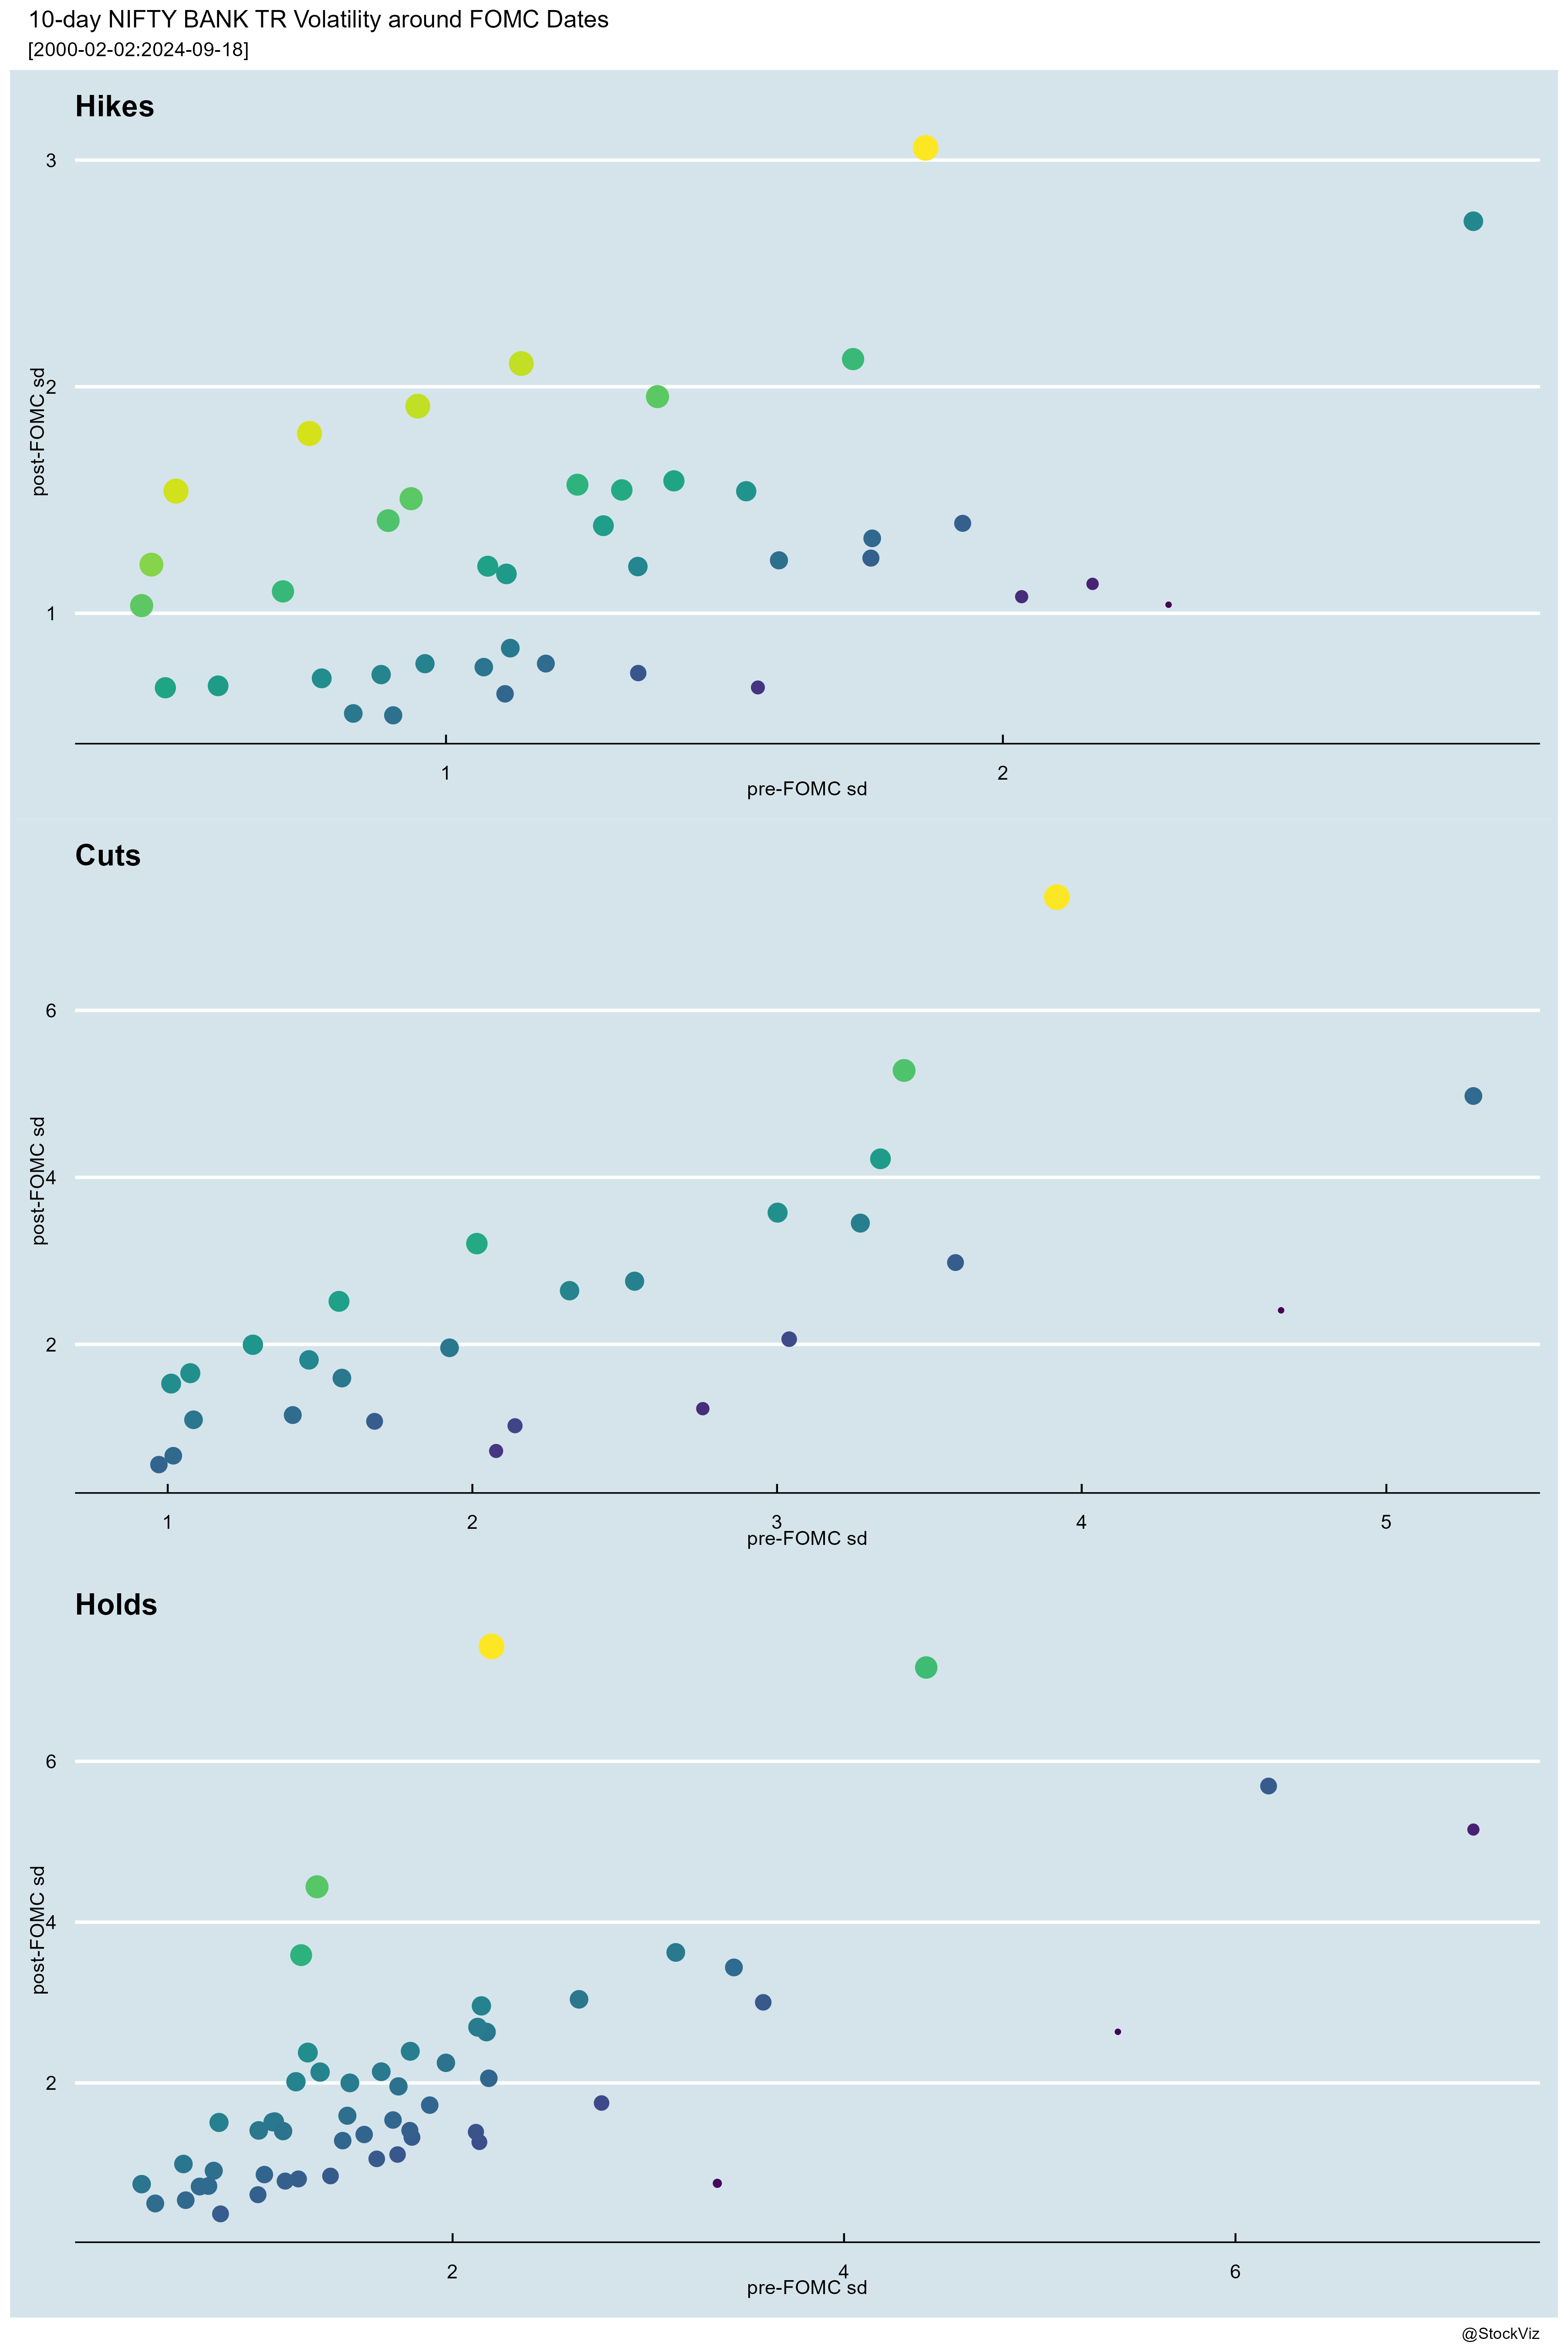 10-day NIFTY BANK TR Volatility around FOMC Dates
[2000-02-02:2024-09-18]
Hikes
3
2
1
post-FOMC sd
1 2
pre-FOMC sd
Cuts
6
4
2
post-FOMC sd
1 2 3 4 5
pre-FOMC sd
Holds
6
4
2
post-FOMC sd
2 4 6
pre-FOMC sd
@StockViz